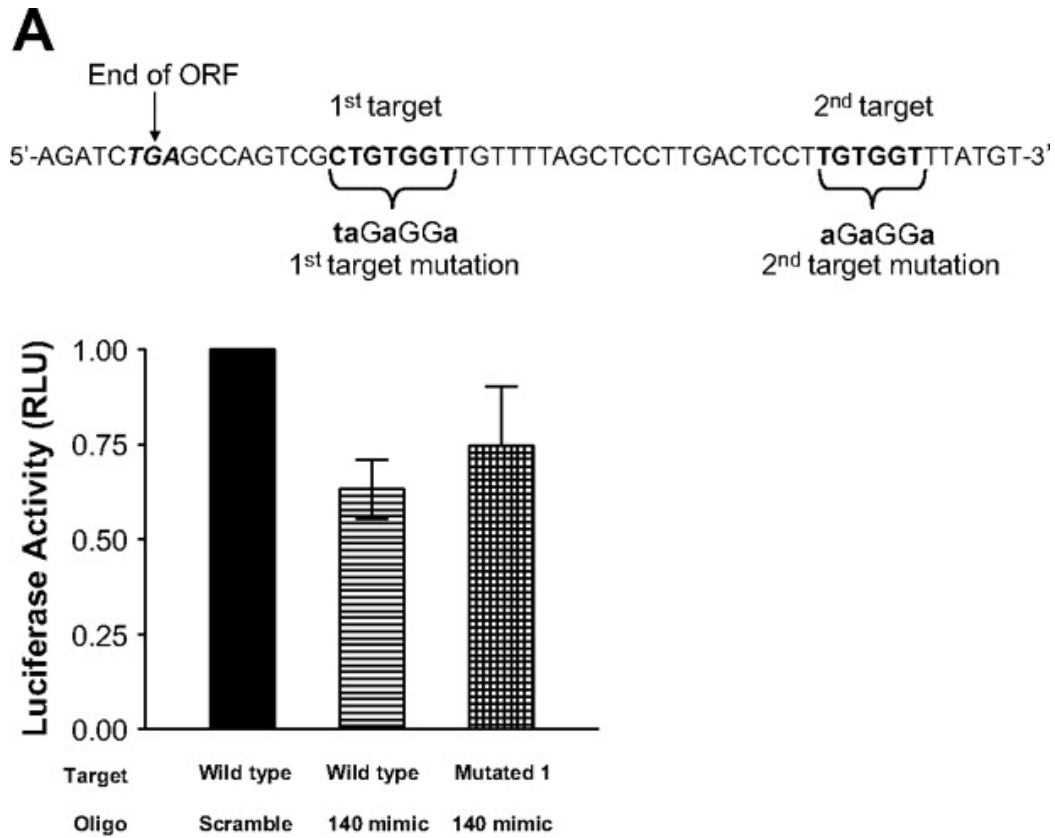 A
End of ORF
1st target
2nd target
5'-AGATCTGAGCCAGTCGCTGTGGTTGTTTTAGCTCCTTGACTCCTTGTGGTTTATGT-3'
taGaGGa
1st target mutation
aGaGGa
2nd target mutation
Luciferase Activity (RLU)
1.00
0.75
0.50
0.25
0.00
Target Wild type Wild type Mutated 1
Oligo Scramble 140 mimic 140 mimic